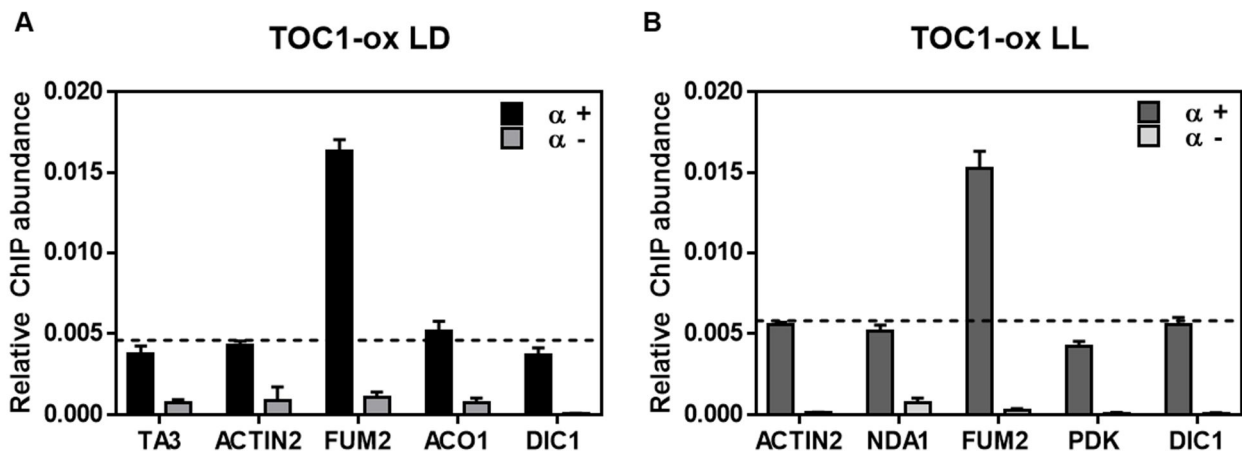 A
TOC1-ox LD
Relative ChIP abundance
0.020
0.015
0.010
0.005
0.000
α +
α -
TA3 ACTIN2 FUM2 ACO1 DIC1
B
TOC1-ox LL
Relative ChIP abundance
0.020
0.015
0.010
0.005
0.000
α +
α -
ACTIN2 NDA1 FUM2 PDK DIC1